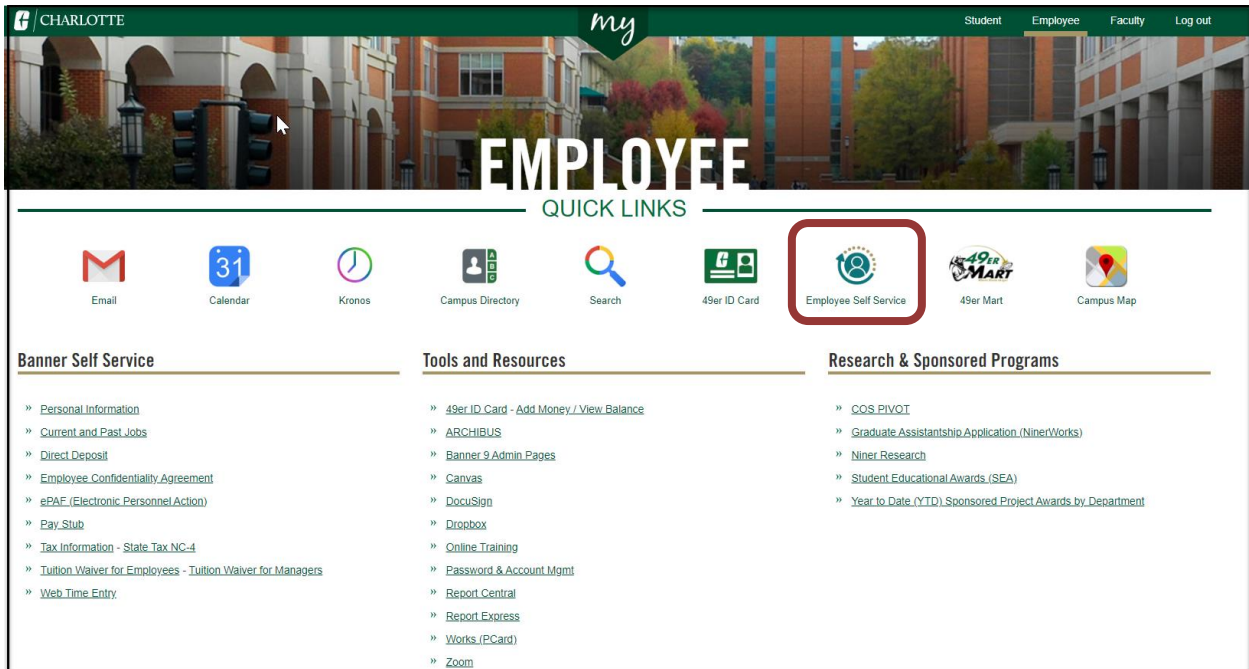 CHARLOTTE
my
Student Employee Faculty Log out
EMPLOYEE
QUICK LINKS
31
A
B
C
49ER
MART
Email Calendar Kronos Campus Directory Search 49er ID Card Employee Self Service 49er Mart Campus Map
Banner Self Service
» Personal Information
» Current and Past Jobs
» Direct Deposit
» Employee Confidentiality Agreement
» ePAF (Electronic Personnel Action)
» Pay Stub
» Tax Information - State Tax NC-4
» Tuition Waiver for Employees - Tuition Waiver for Managers
» Web Time Entry
Tools and Resources
» 49er ID Card - Add Money / View Balance
» ARCHIBUS
» Banner 9 Admin Pages
» Canvas
» DocuSign
» Dropbox
» Online Training
» Password & Account Mgmt
» Report Central
» Report Express
» Works (PCard)
» Zoom
Research & Sponsored Programs
» COS PIVOT
» Graduate Assistantship Application (NinerWorks)
» Niner Research
» Student Educational Awards (SEA)
» Year to Date (YTD) Sponsored Project Awards by Department